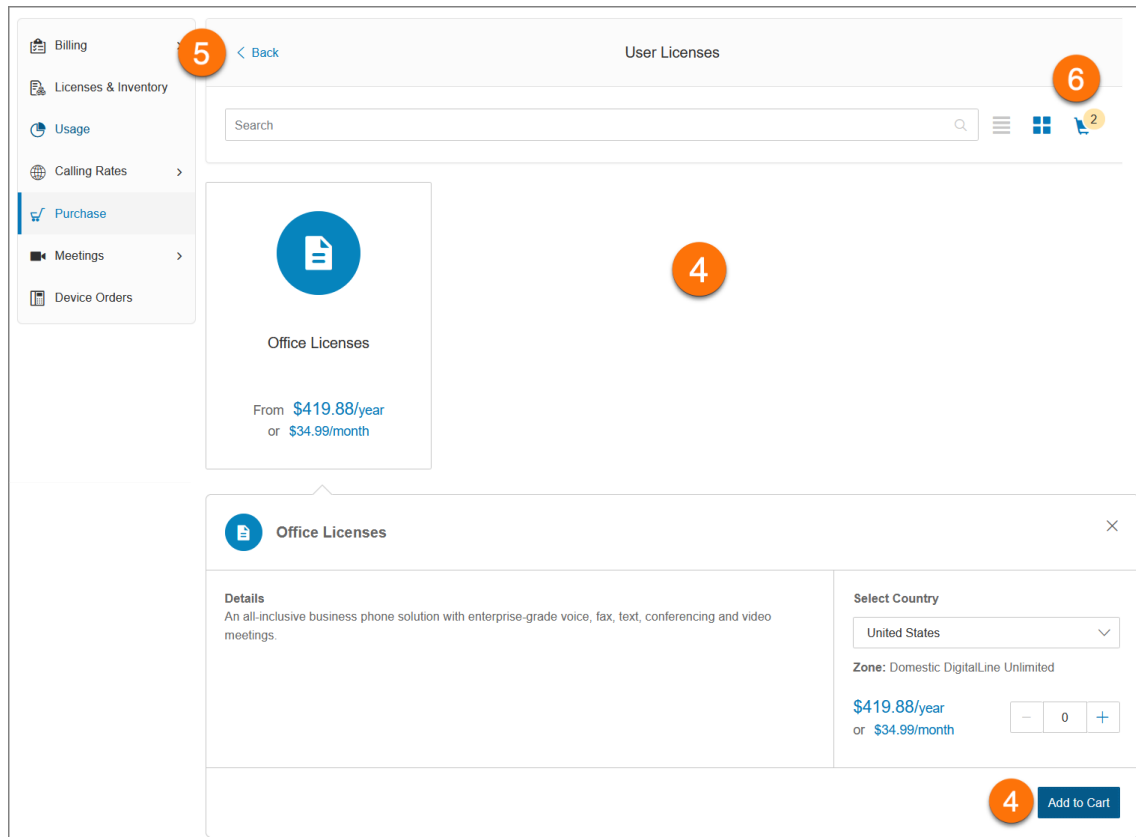 Billing
Licenses & Inventory
Usage
Calling Rates
Purchase
Meetings
Device Orders
5
Back
User Licenses
6
Search
2
Office Licenses
From $419.88/year
or $34.99/month
4
Office Licenses
Details
An all-inclusive business phone solution with enterprise-grade voice, fax, text, conferencing and video
meetings.
Select Country
United States
Zone: Domestic DigitalLine Unlimited
$419.88/year
or $34.99/month
0
4
Add to Cart